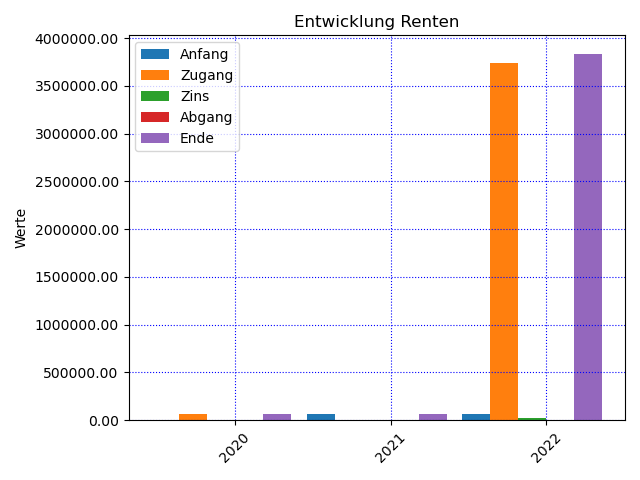 Entwicklung Renten
4000000.00
3500000.00
3000000.00
2500000.00
2000000.00
1500000.00
1000000.00
500000.00
0.00
Werte
Anfang
Zugang
Zins
Abgang
Ende
2020
2021
2022